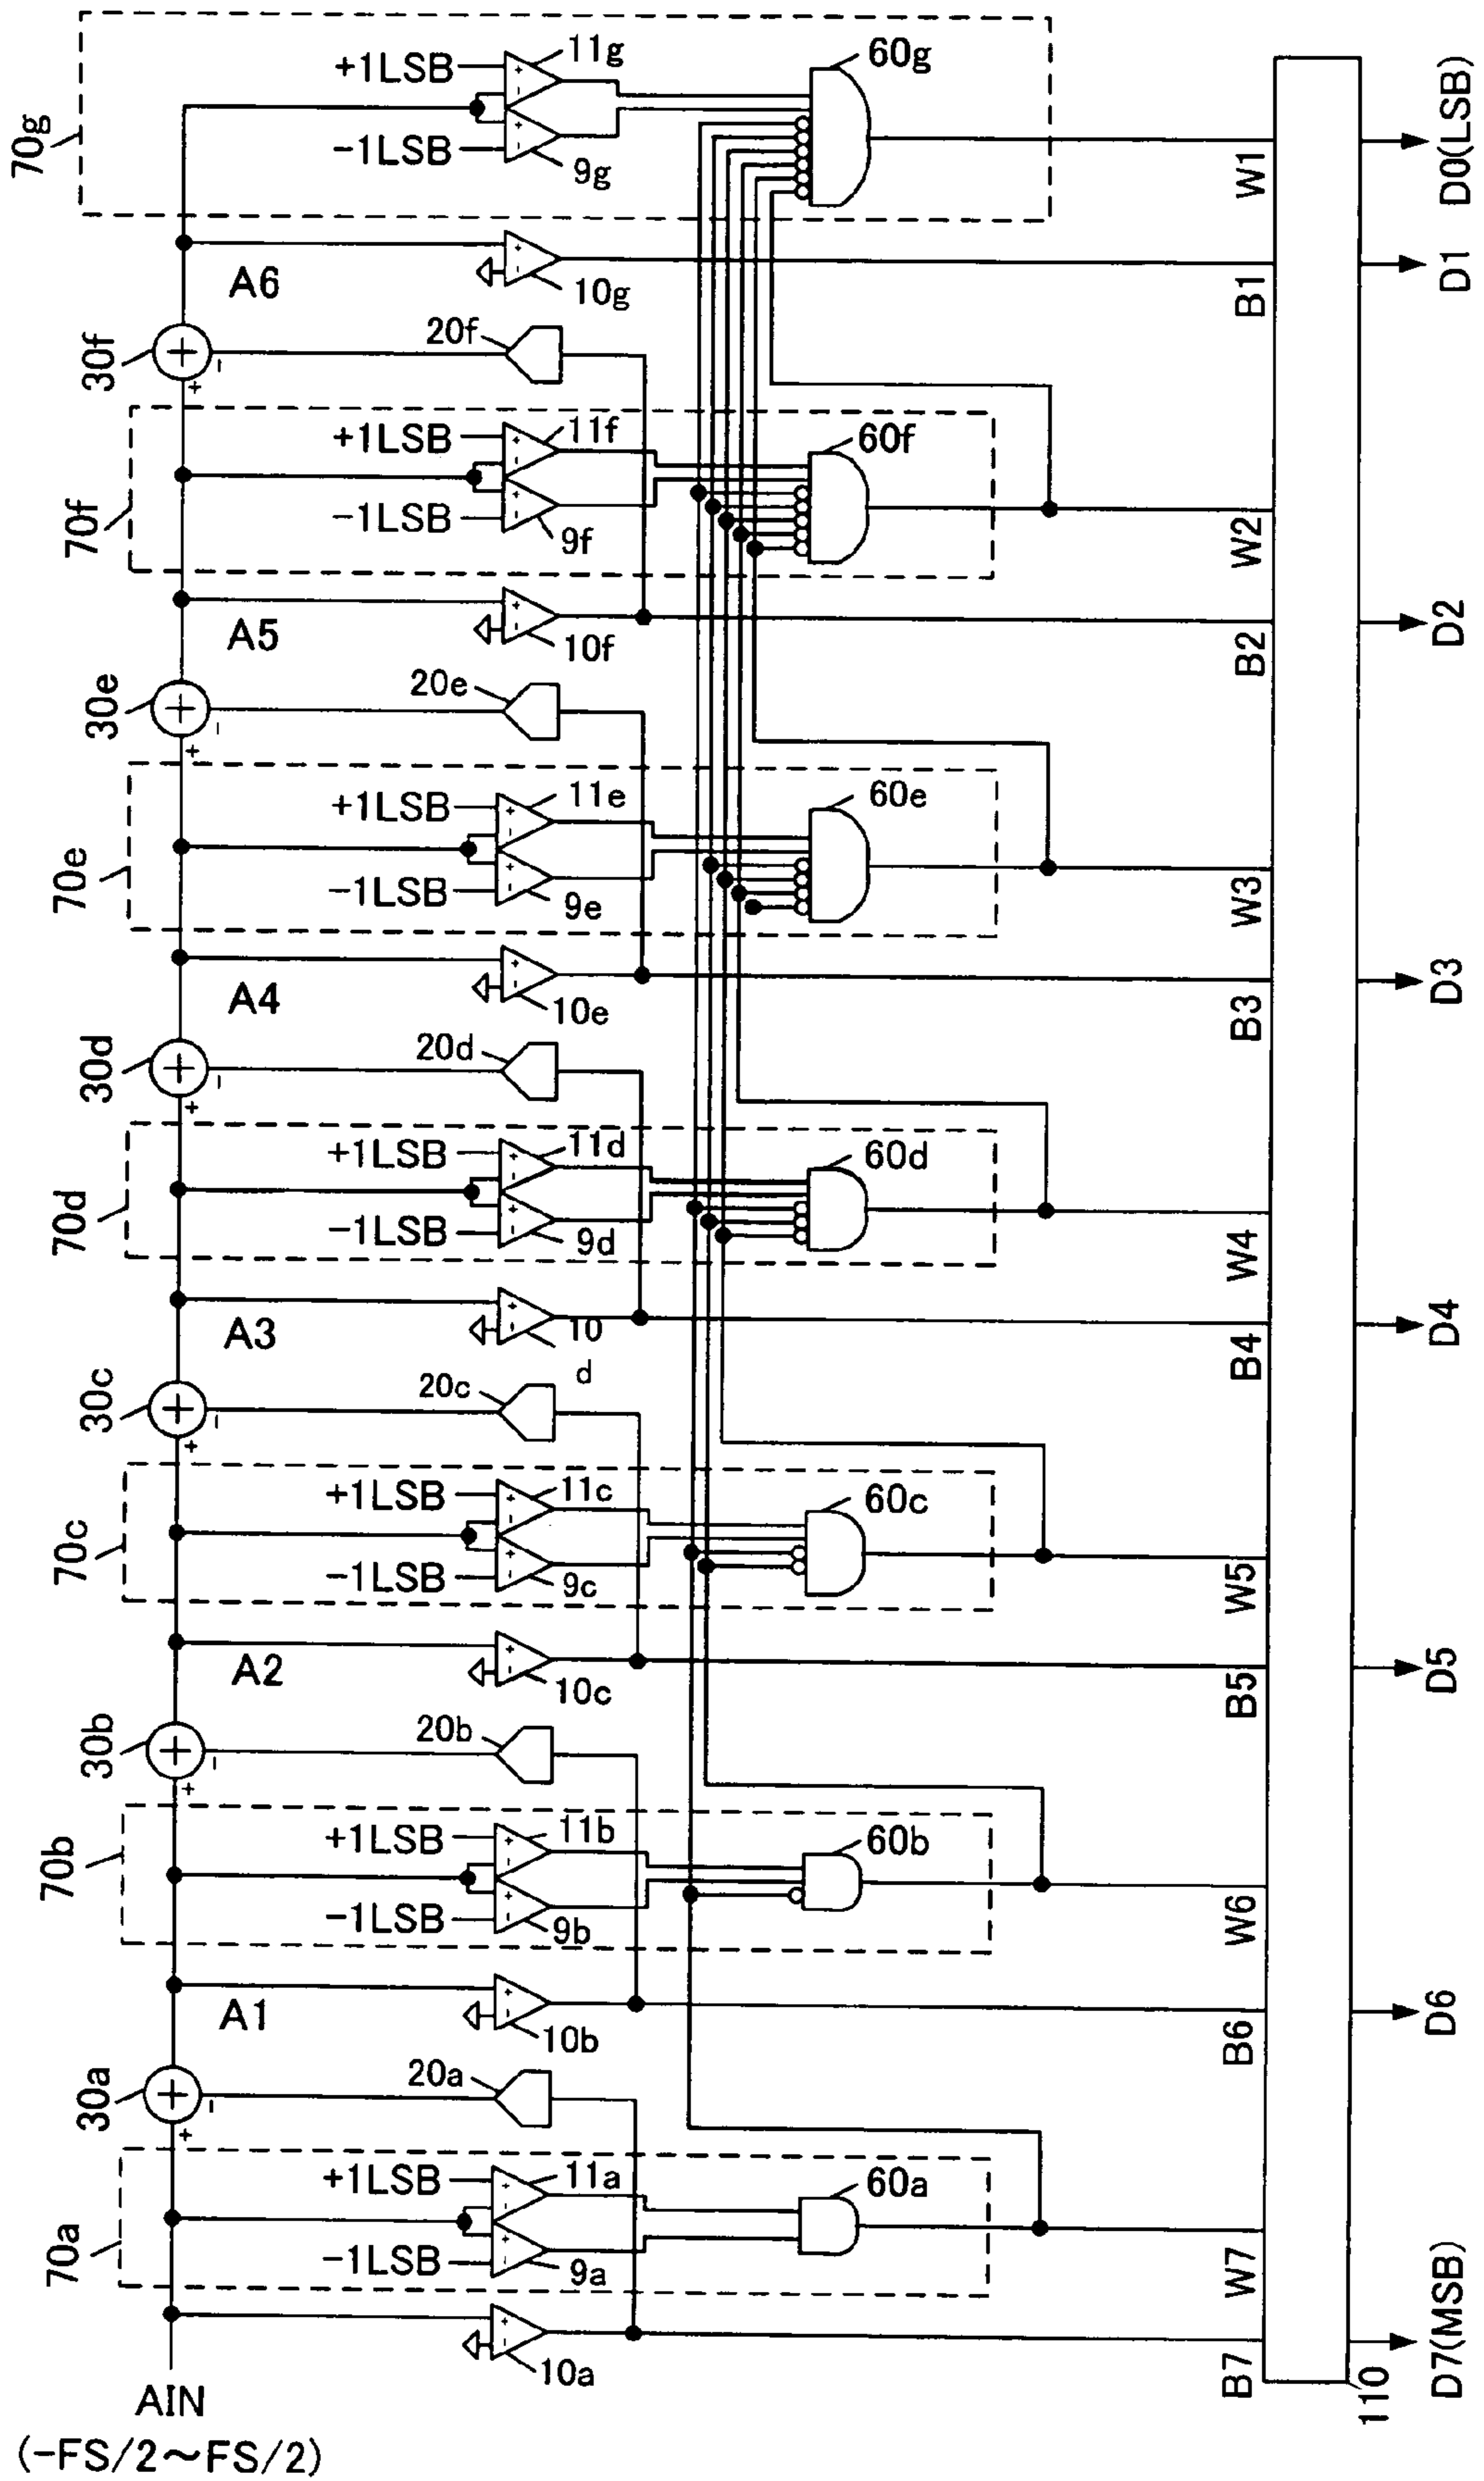 70g
+1LSB
11g
60g
-1LSB
9g
W1
D0(LSB)
A6
10g
B1
D1
30f
20f
+
-
+
70f
+1LSB
11f
60f
-1LSB
9f
W2
A5
10f
B2
D2
30e
20e
+
-
+
70e
+1LSB
11e
60e
-1LSB
9e
W3
A4
10e
B3
D3
30d
20d
+
-
+
70d
+1LSB
11d
60d
-1LSB
9d
W4
A3
10
d
B4
D4
30c
20c
+
-
+
70c
+1LSB
11c
60c
-1LSB
9c
W5
A2
10c
B5
D5
30b
20b
+
-
+
70b
+1LSB
11b
60b
-1LSB
9b
W6
A1
10b
B6
D6
30a
20a
+
-
+
70a
+1LSB
11a
60a
-1LSB
9a
W7
10a
B7
D7(MSB)
110
AIN
(-FS/2~FS/2)